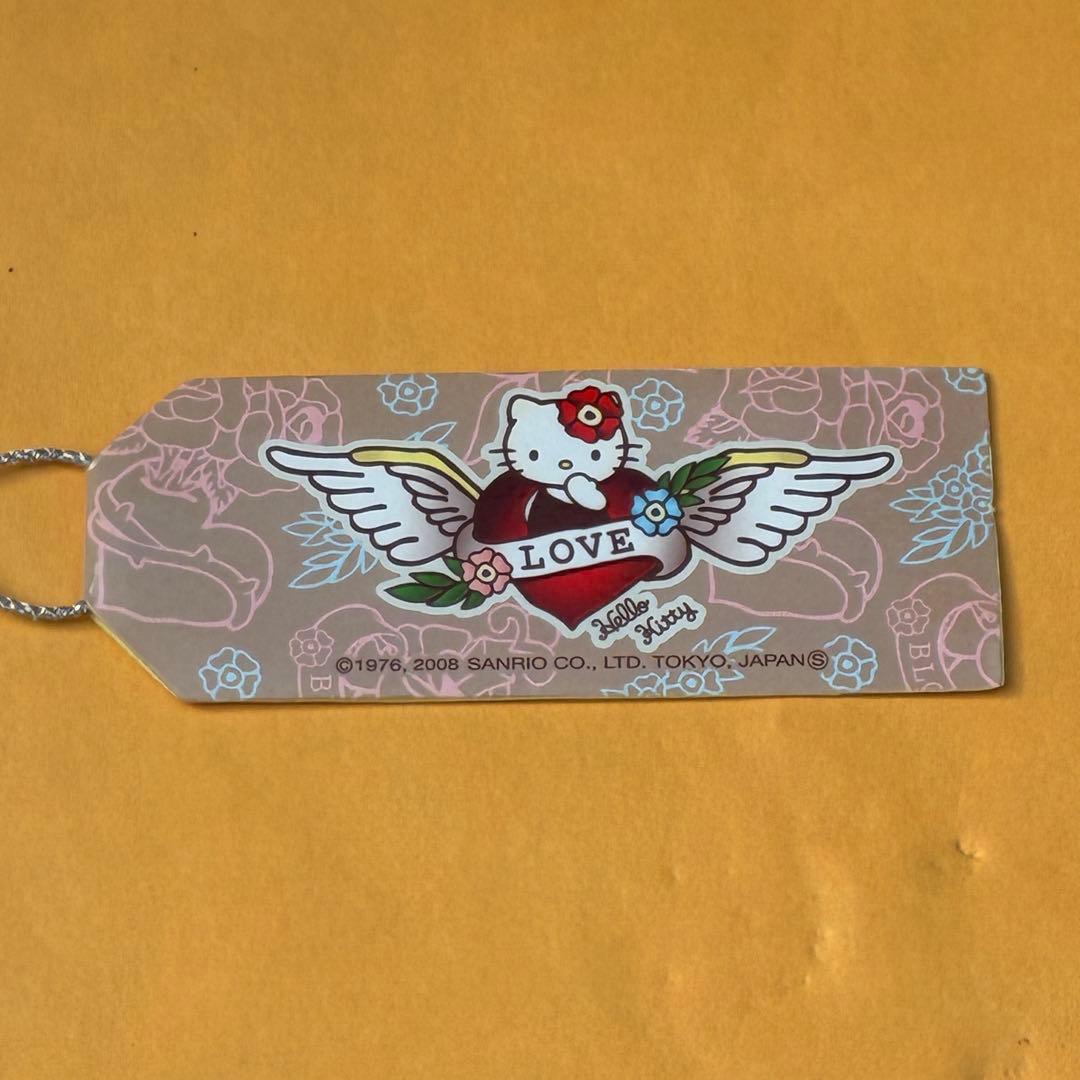 LOVE
Hello
Kitty
©1976, 2008 SANRIO CO., LTD. TOKYO, JAPAN Ⓢ